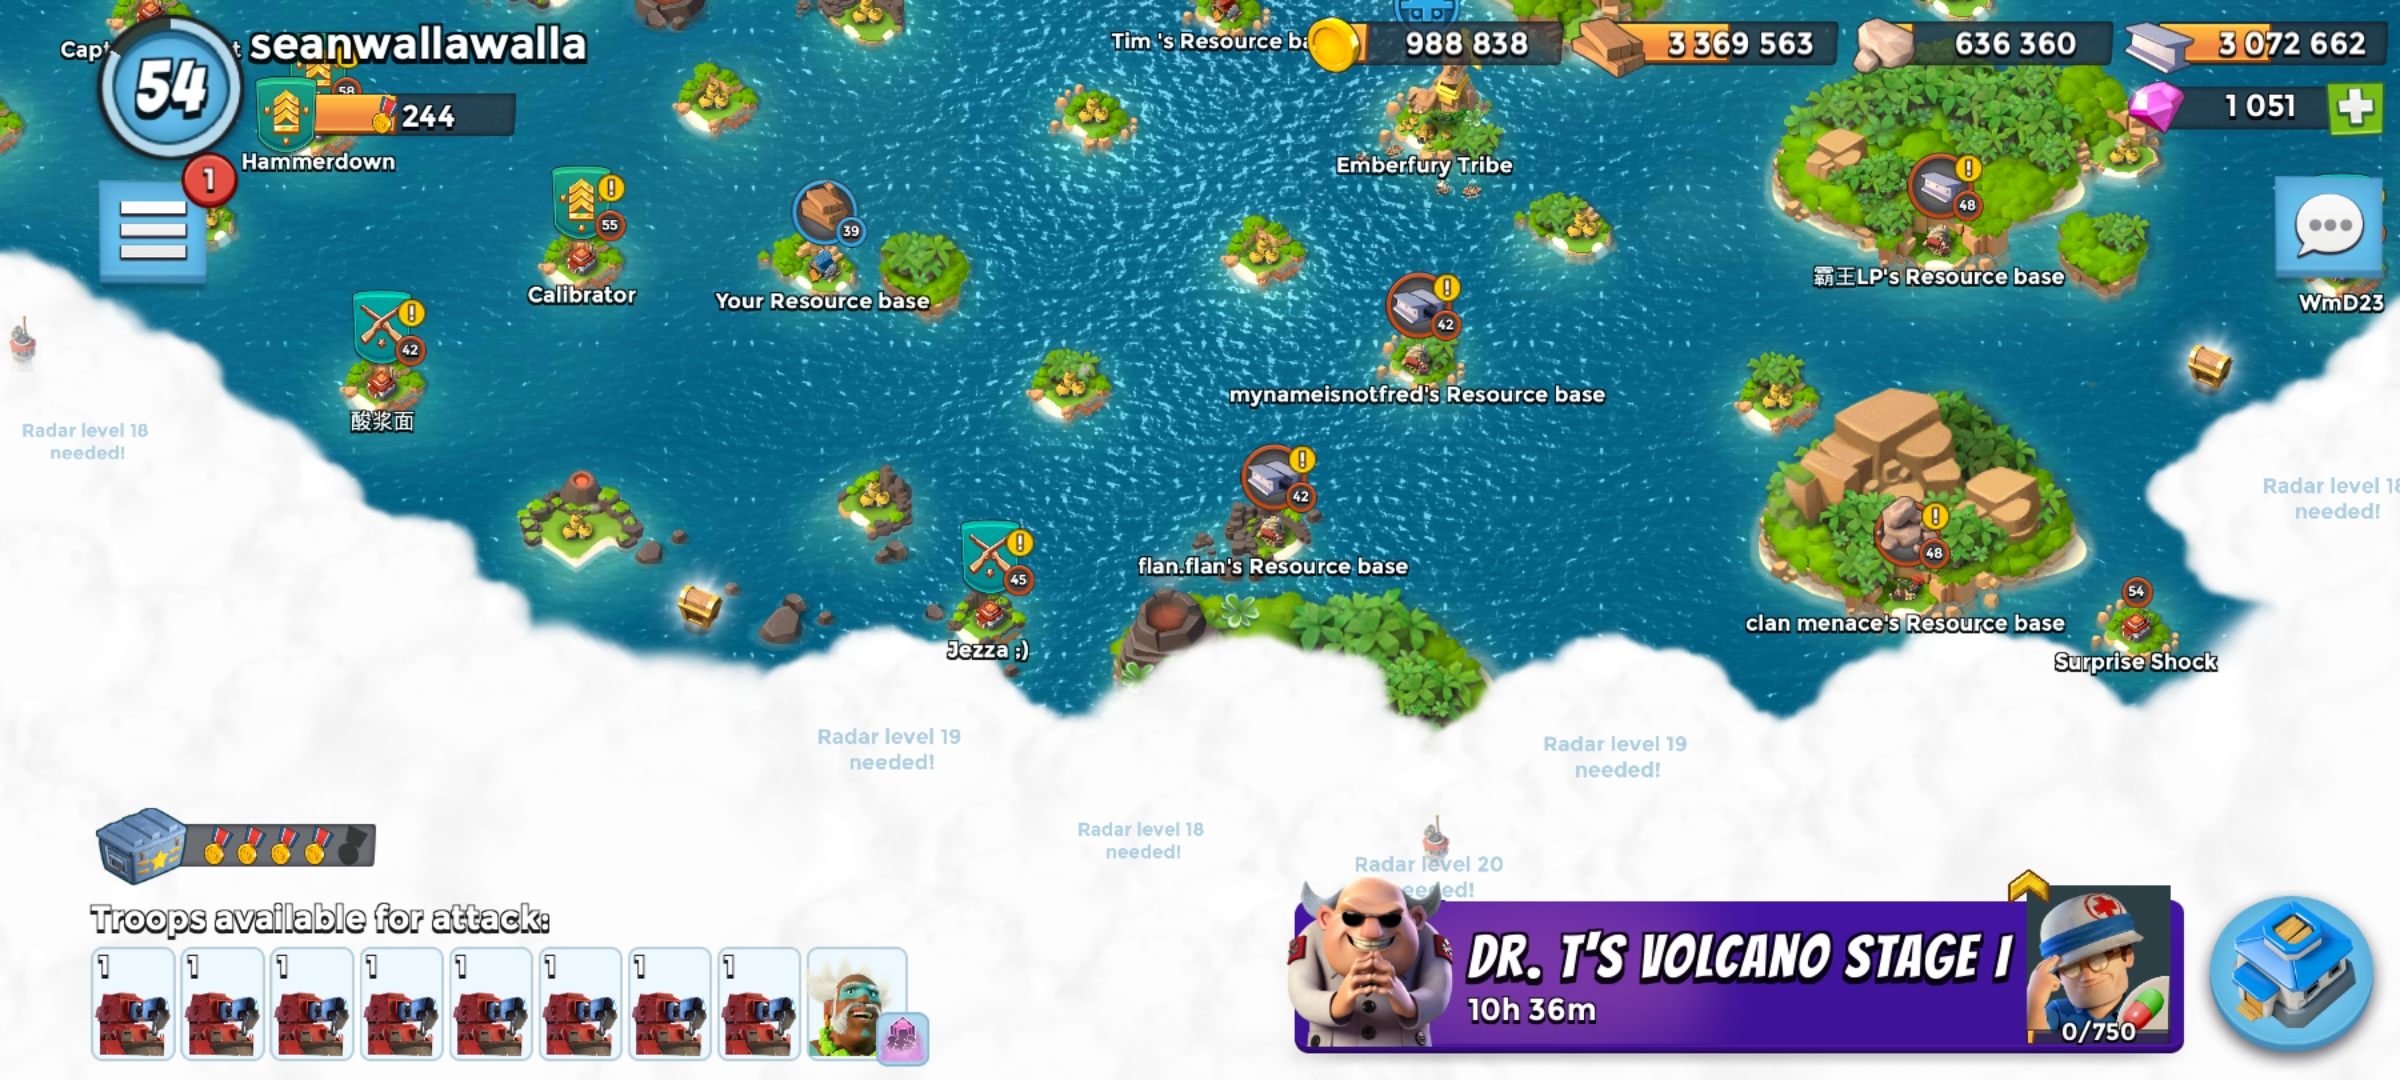 seanwallawalla
54
58
244
Hammerdown
1
Tim 's Resource
988 838
3 369 563
636 360
3 072 662
1 051
Emberfury Tribe
48
霸王LP's Resource base
WmD23
55
Calibrator
39
Your Resource base
42
mynameisnotfred's Resource base
42
酸浆面
Radar level 18
needed!
42
flan.flan's Resource base
45
Jezza ;)
48
clan menace's Resource base
54
Surprise Shock
Radar level 18
needed!
Radar level 19
needed!
Radar level 19
needed!
Radar level 18
needed!
Radar level 20
Troops available for attack:
1
1
1
1
1
1
1
1
DR. T'S VOLCANO STAGE I
10h 36m
0/750